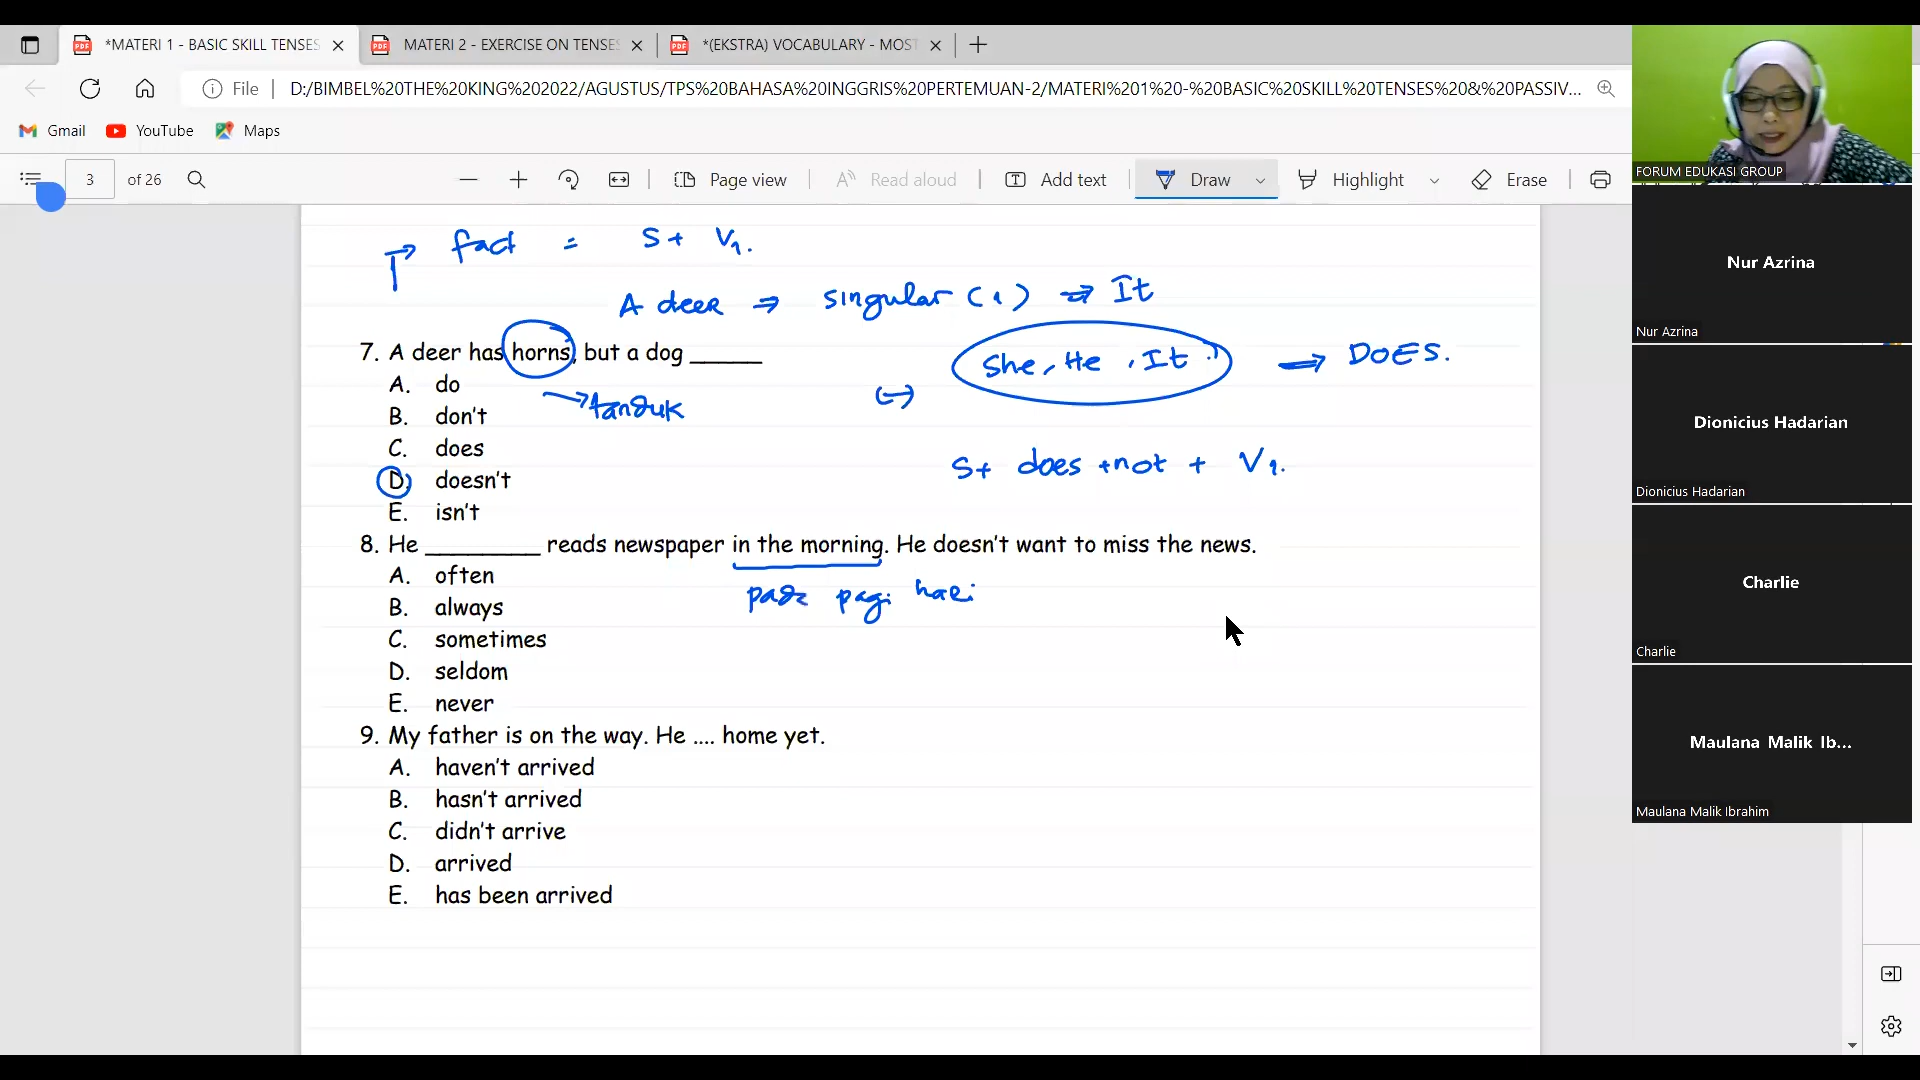 *MATERI 1 - BASIC SKILL TENSES
MATERI 2 - EXERCISE ON TENSES
*(EKSTRA) VOCABULARY - MOST
File
D:/BIMBEL%20THE%20KING%202022/AGUSTUS/TPS%20BAHASA%20INGGRIS%20PERTEMUAN-2/MATERI%201%20-%20BASIC%20SKILL%20TENSES%20&%20PASSIV...
Gmail YouTube Maps
3 of 26 Page view Read aloud Add text Draw Highlight Erase
fact = S + V1.
A deer ⇒ singular (1) ⇒ It
7. A deer has horns, but a dog _____
She, He, It ⇒ DOES.
A. do
→ tanduk
B. don't
C. does
S + does + not + V1.
D. doesn't
E. isn't
8. He ________ reads newspaper in the morning. He doesn't want to miss the news.
A. often
pada pagi hari
B. always
C. sometimes
D. seldom
E. never
9. My father is on the way. He .... home yet.
A. haven't arrived
B. hasn't arrived
C. didn't arrive
D. arrived
E. has been arrived
FORUM EDUKASI GROUP
Nur Azrina
Nur Azrina
Dionicius Hadarian
Dionicius Hadarian
Charlie
Charlie
Maulana Malik Ib...
Maulana Malik Ibrahim